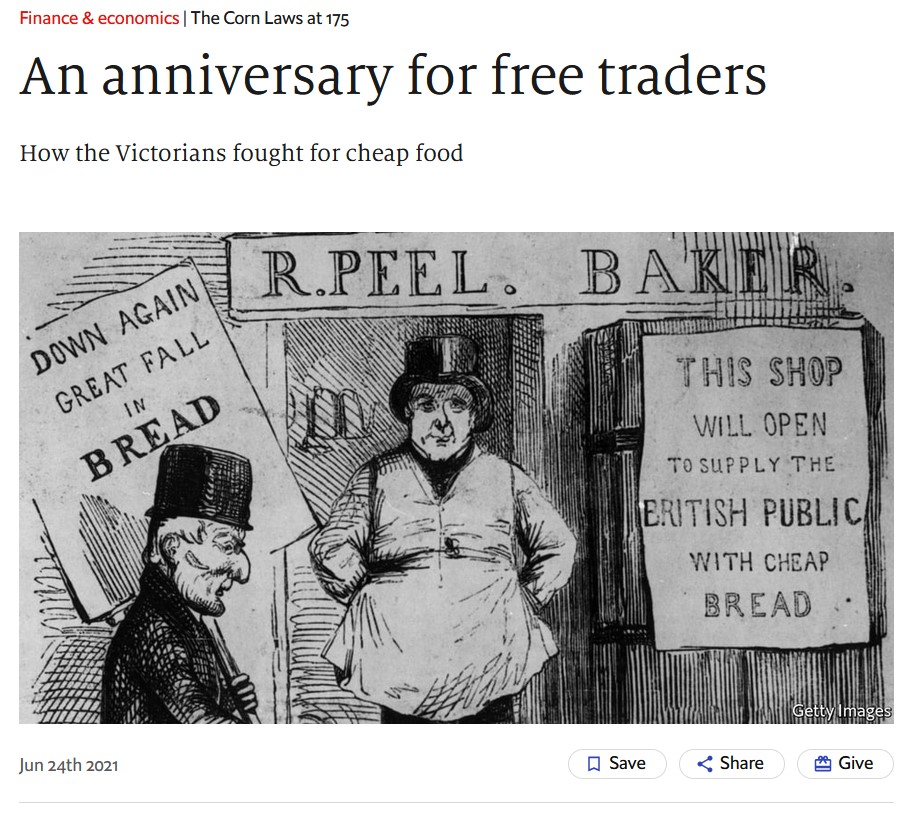 Finance & economics | The Corn Laws at 175
An anniversary for free traders
How the Victorians fought for cheap food
R.PEEL. BAKER.
DOWN AGAIN
GREAT FALL
IN
BREAD
THIS SHOP
WILL OPEN
TO SUPPLY THE
BRITISH PUBLIC
WITH CHEAP
BREAD
Getty Images
Jun 24th 2021
Save
Share
Give